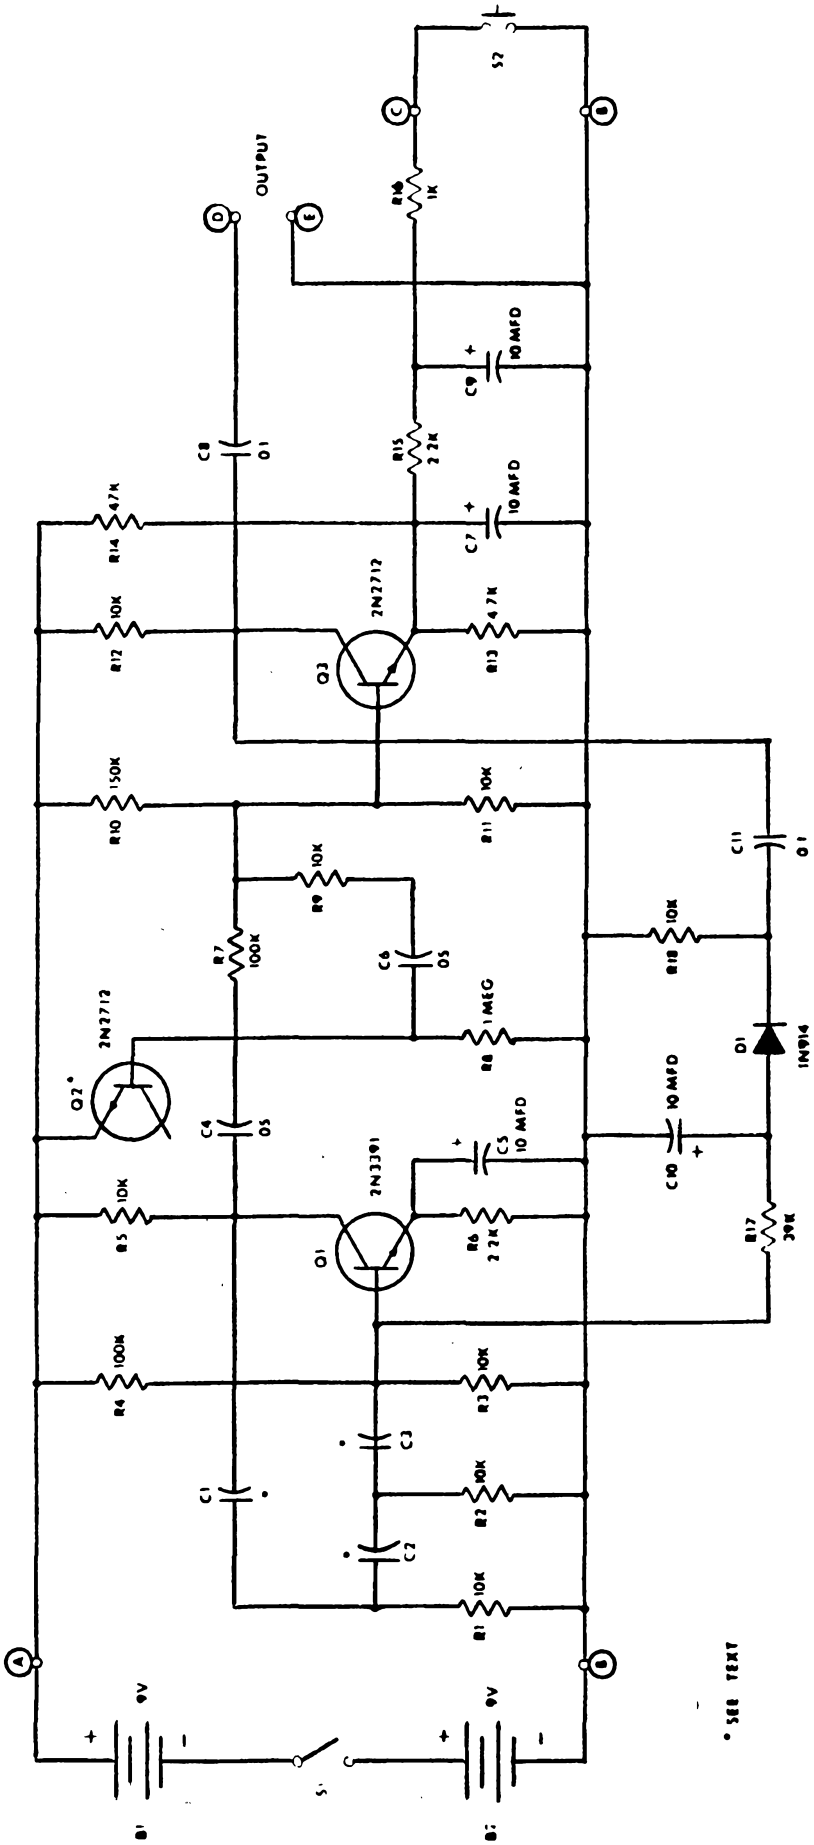 B1
+
9V
-
S
B2
+
9V
-
A
B
C1
*
R1
10K
* C2
R2
10K
* C3
R3
10K
R4
100K
R5
10K
Q1
2N3391
R6
2 2K
C5
+
10 MFD
C4
05
Q2*
2N2712
R7
100K
R8
1 MEG
C6
05
R9
10K
R10
150K
R11
10K
Q3
2N2712
R12
10K
R13
4 7K
R14
47K
C7
+
10 MFD
C8
01
R15
2 2K
C9
+
10 MFD
OUTPUT
D
E
R16
1K
C
B
S2
R17
39K
C10
+
10 MFD
D1
1N914
R18
10K
C11
0 1
* SEE TEXT